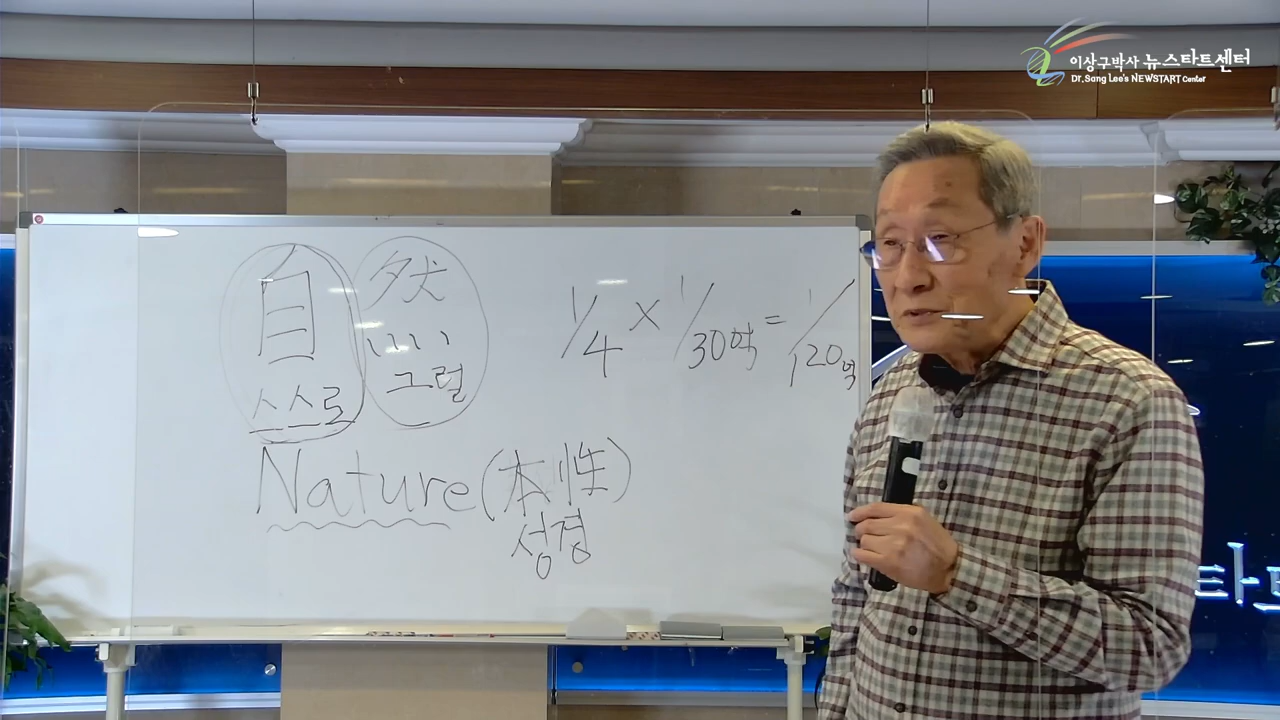 이상구박사 뉴스타트센터
Dr. Sang Lee's NEWSTART Center
自 然
스스로 그럴
1/4 × 1/30억 = 1/120억
Nature (本性)
성경
타